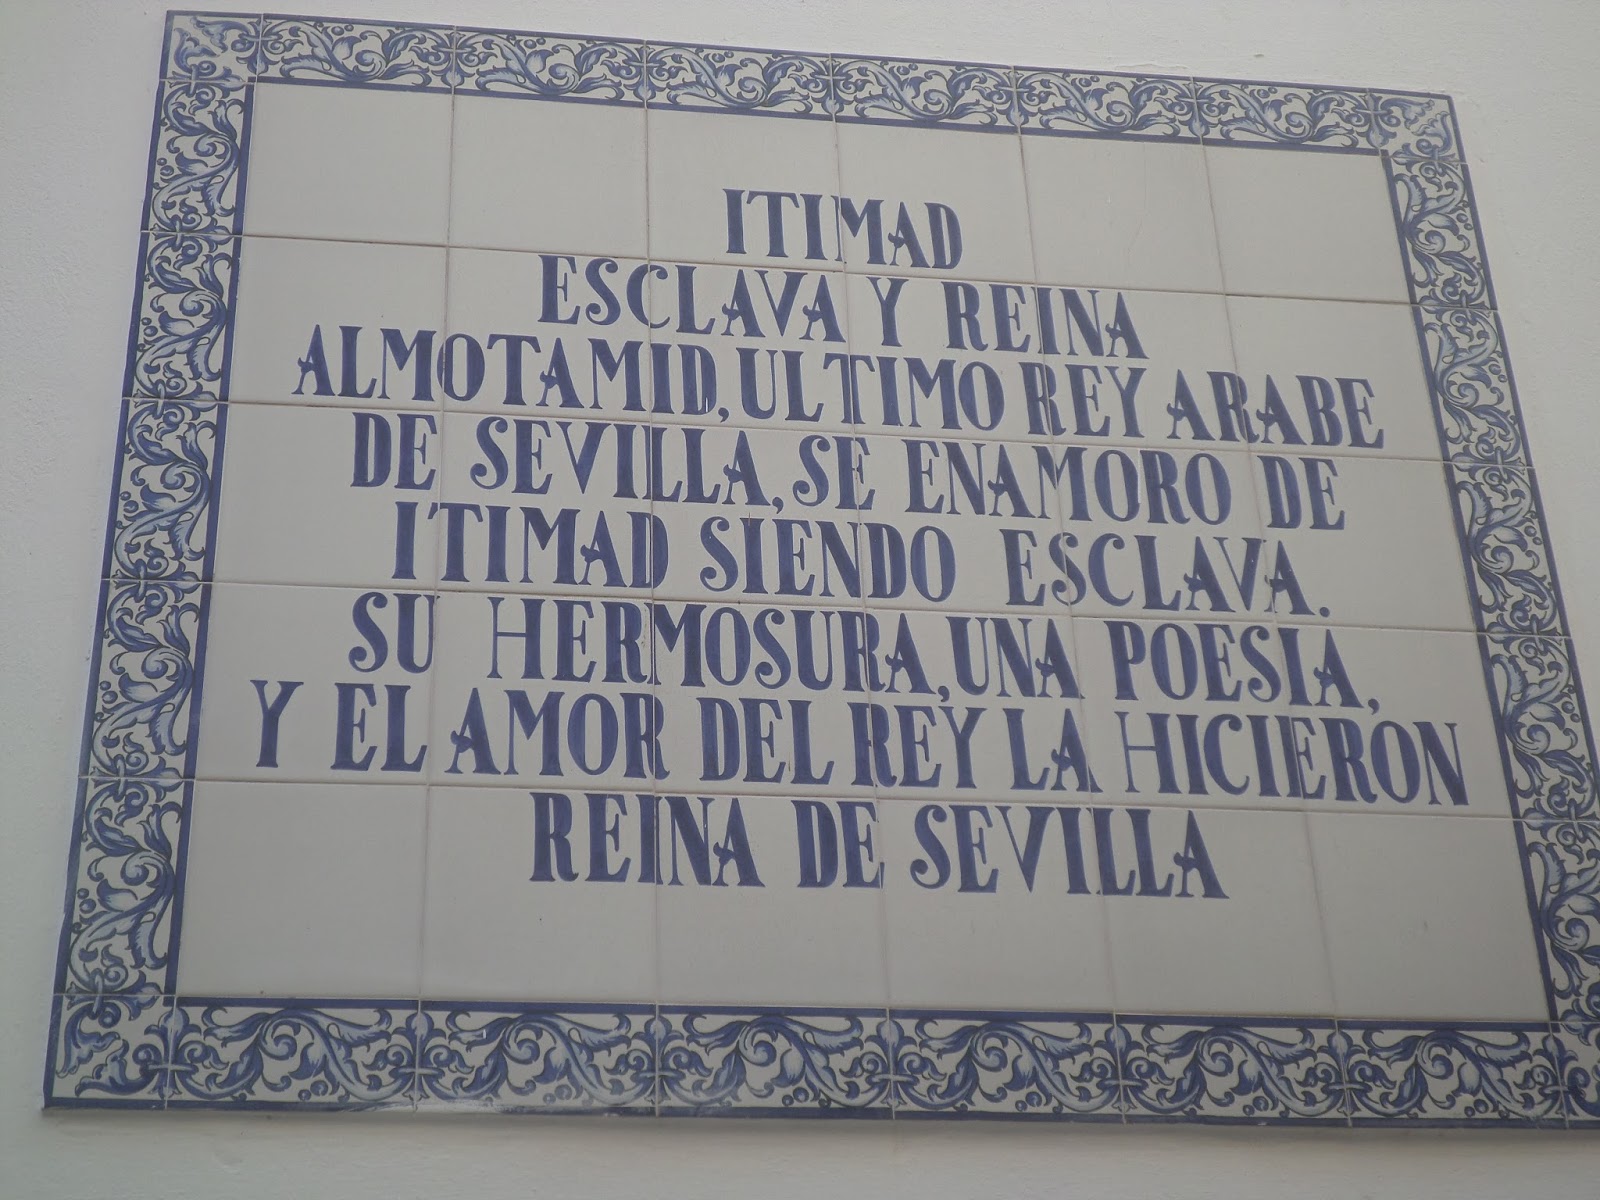 ITIMAD
ESCLAVA Y REINA
ALMOTAMID, ULTIMO REY ARABE
DE SEVILLA, SE ENAMORO DE
ITIMAD SIENDO ESCLAVA.
SU HERMOSURA, UNA POESIA,
Y EL AMOR DEL REY LA HICIERON
REINA DE SEVILLA